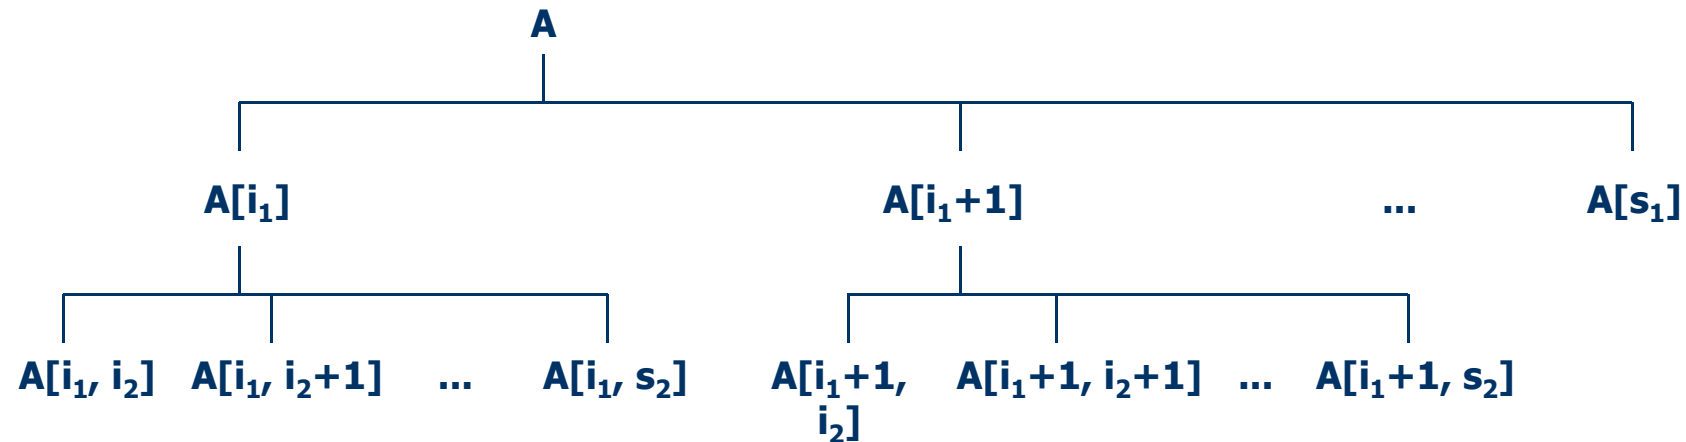 A
A[i₁] A[i₁+1] ... A[s₁]
A[i₁, i₂] A[i₁, i₂+1] ... A[i₁, s₂] A[i₁+1, A[i₁+1, i₂+1] ... A[i₁+1, s₂]
i₂]